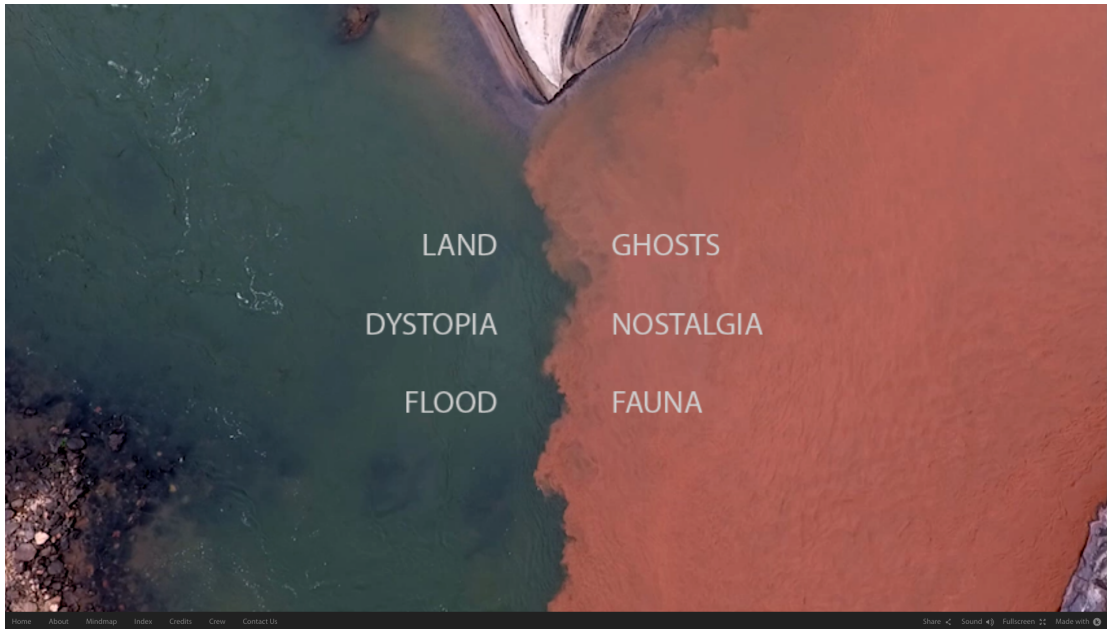 LAND GHOSTS
DYSTOPIA NOSTALGIA
FLOOD FAUNA
Home About Mindmap Index Credits Crew Contact Us Share Sound Fullscreen Made with